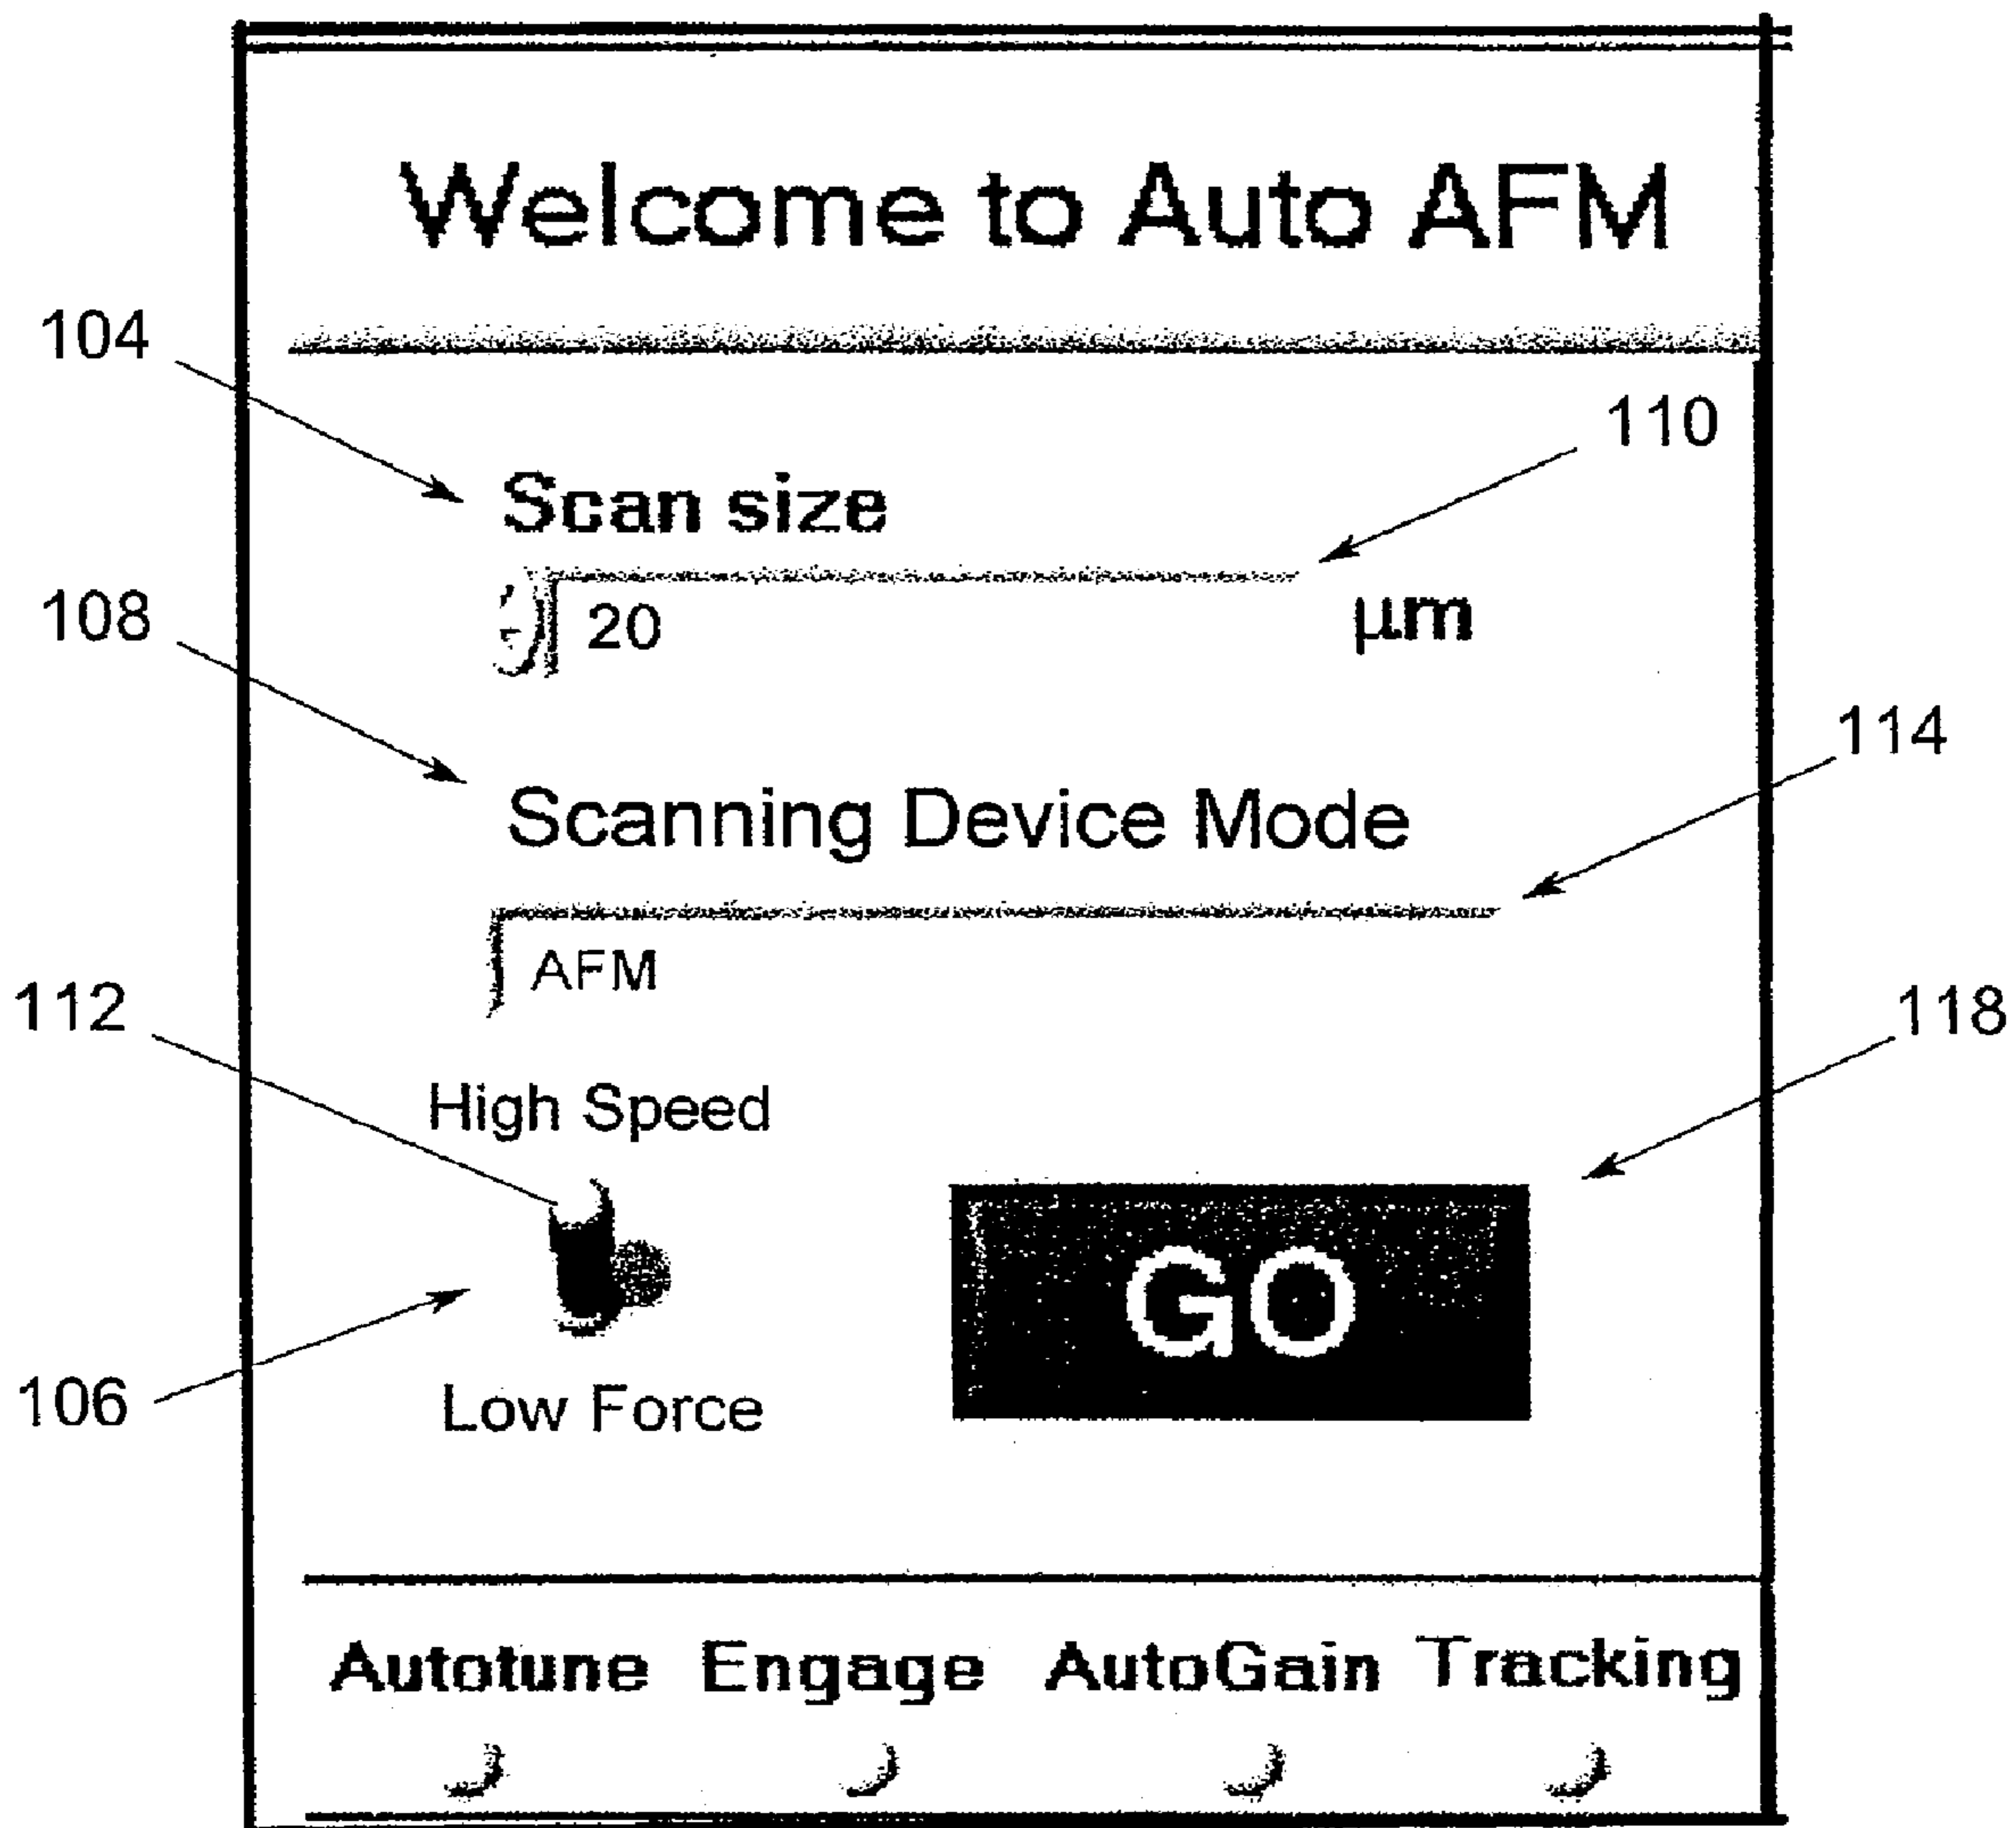 Welcome to Auto AFM
104
110
Scan size
108
20 µm
114
Scanning Device Mode
AFM
112
118
High Speed
GO
106
Low Force
Autotune Engage AutoGain Tracking